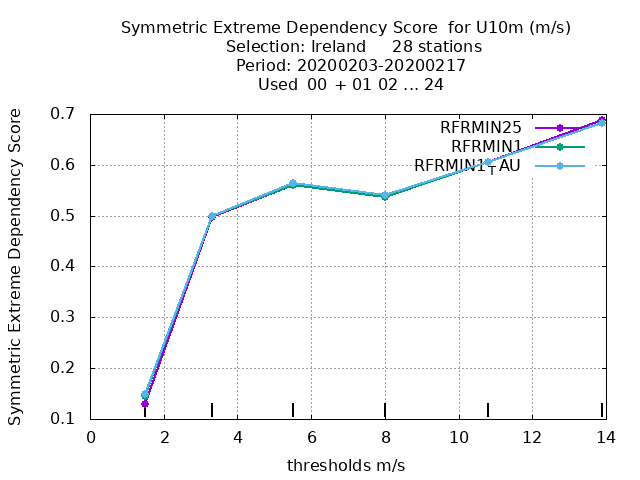 Symmetric Extreme Dependency Score  for U10m (m/s)
Selection: Ireland     28 stations
Period: 20200203-20200217
Used  00 + 01 02 ... 24
Symmetric Extreme Dependency Score
0.7
0.6
0.5
0.4
0.3
0.2
0.1
RFRMIN25
RFRMIN1
RFRMIN1TAU
0 2 4 6 8 10 12 14
thresholds m/s